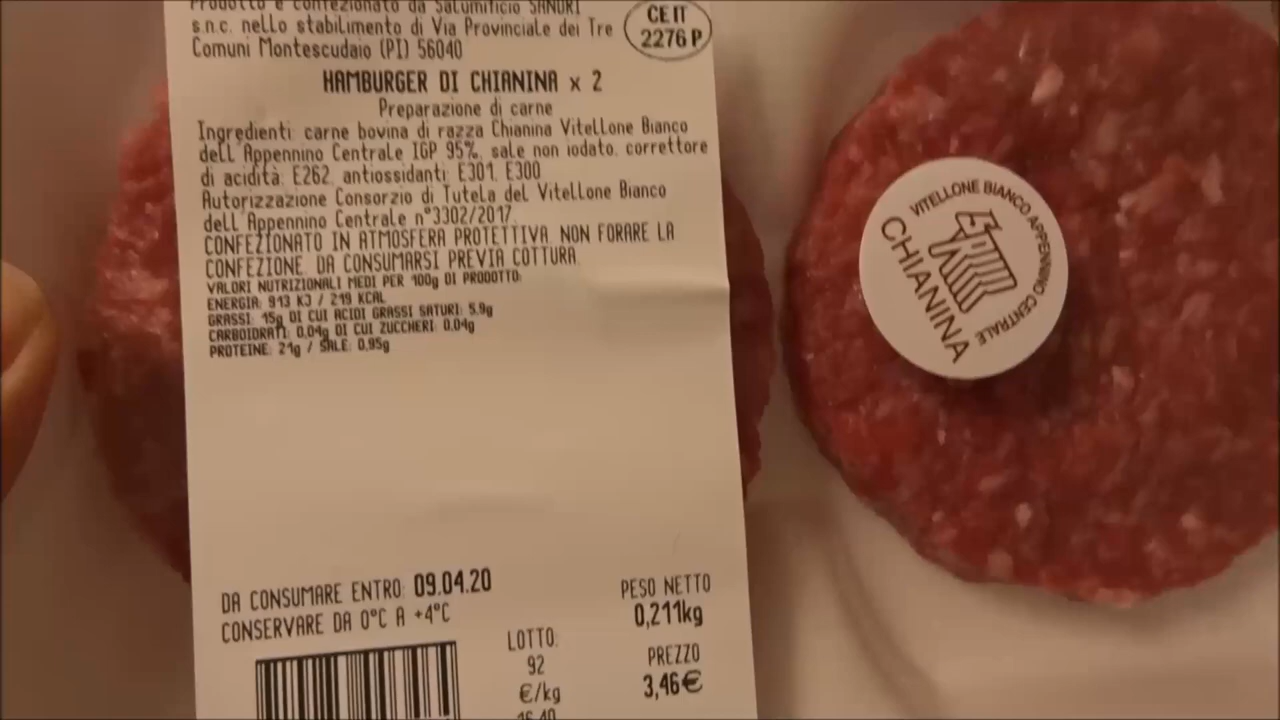 Prodotto e confezionato da Salumificio SANURI
s.n.c. nello stabilimento di Via Provinciale dei Tre
Comuni Montescudaio (PI) 56040
CE IT
2276 P
HAMBURGER DI CHIANINA x 2
Preparazione di carne
Ingredienti: carne bovina di razza Chianina Vitellone Bianco
dell'Appennino Centrale IGP 95%, sale non iodato, correttore
di acidità: E262, antiossidanti: E301, E300
Autorizzazione Consorzio di Tutela del Vitellone Bianco
dell'Appennino Centrale n°3302/2017.
CONFEZIONATO IN ATMOSFERA PROTETTIVA. NON FORARE LA
CONFEZIONE. DA CONSUMARSI PREVIA COTTURA
VALORI NUTRIZIONALI MEDI PER 100g DI PRODOTTO:
ENERGIA: 913 KJ / 219 KCAL
GRASSI: 15g DI CUI ACIDI GRASSI SATURI: 5,9g
CARBOIDRATI: 0,04g DI CUI ZUCCHERI: 0,04g
PROTEINE: 21g / SALE: 0,95g
DA CONSUMARE ENTRO: 09.04.20
CONSERVARE DA 0°C A +4°C
PESO NETTO
0,211kg
LOTTO:
92
PREZZO
3,46€
€/kg
16,40
VITELLONE BIANCO APPENNINO CENTRALE
CHIANINA